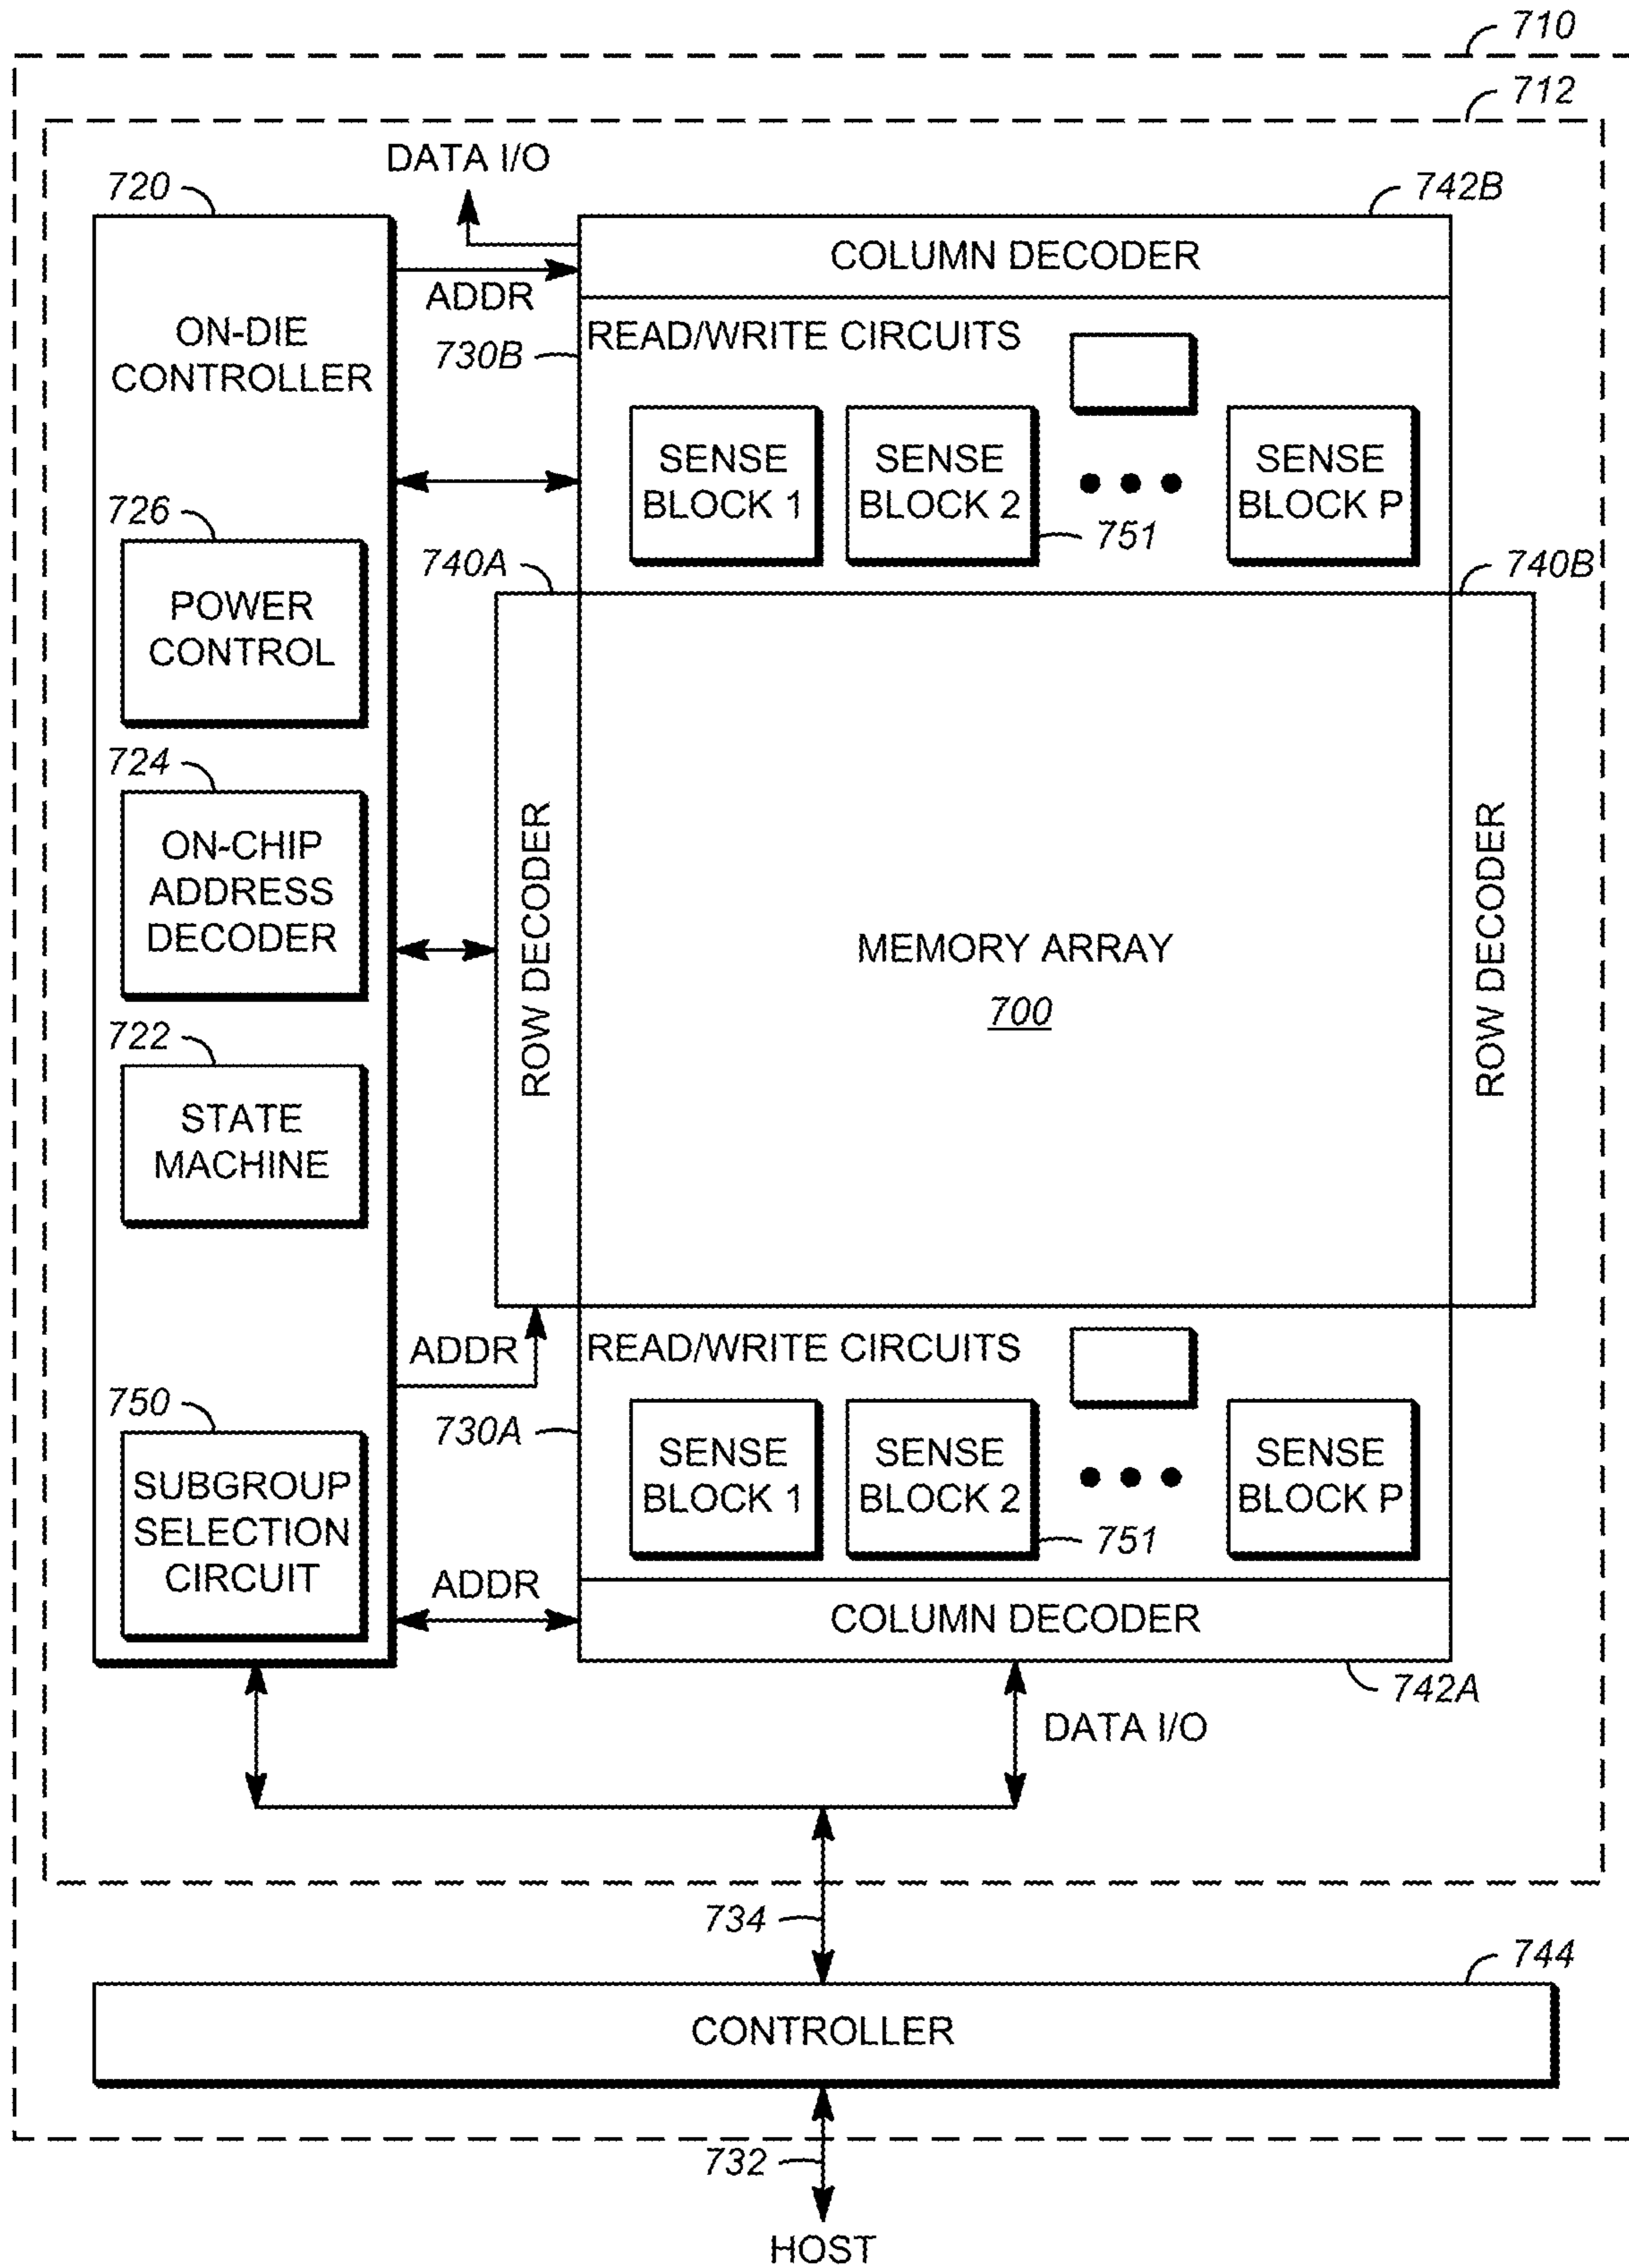 710
712
DATA I/O
720
742B
COLUMN DECODER
ADDR
ON-DIE
CONTROLLER
READ/WRITE CIRCUITS
730B
SENSE
BLOCK 1
SENSE
BLOCK 2
SENSE
BLOCK P
751
726
740A
740B
POWER
CONTROL
724
ON-CHIP
ADDRESS
DECODER
ROW DECODER
MEMORY ARRAY
700
ROW DECODER
722
STATE
MACHINE
ADDR
READ/WRITE CIRCUITS
750
730A
SENSE
BLOCK 1
SENSE
BLOCK 2
SENSE
BLOCK P
751
SUBGROUP
SELECTION
CIRCUIT
ADDR
COLUMN DECODER
742A
DATA I/O
734
744
CONTROLLER
732
HOST